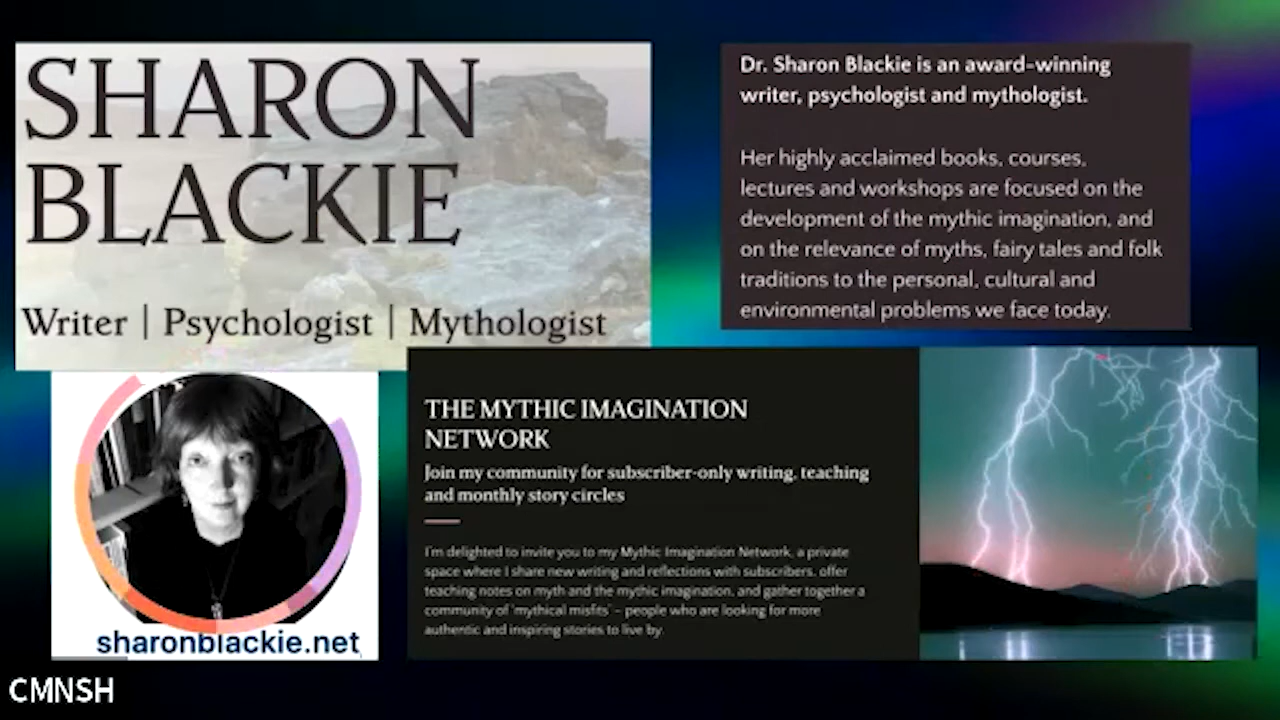 SHARON
BLACKIE
Writer | Psychologist | Mythologist
Dr. Sharon Blackie is an award-winning
writer, psychologist and mythologist.
Her highly acclaimed books, courses,
lectures and workshops are focused on the
development of the mythic imagination, and
on the relevance of myths, fairy tales and folk
traditions to the personal, cultural and
environmental problems we face today.
sharonblackie.net
THE MYTHIC IMAGINATION
NETWORK
Join my community for subscriber-only writing, teaching
and monthly story circles
I'm delighted to invite you to my Mythic Imagination Network, a private
space where I share new writing and reflections with subscribers, offer
teaching notes on myth and the mythic imagination, and gather together a
community of 'mythical misfits' – people who are looking for more
authentic and inspiring stories to live by.
CMNSH